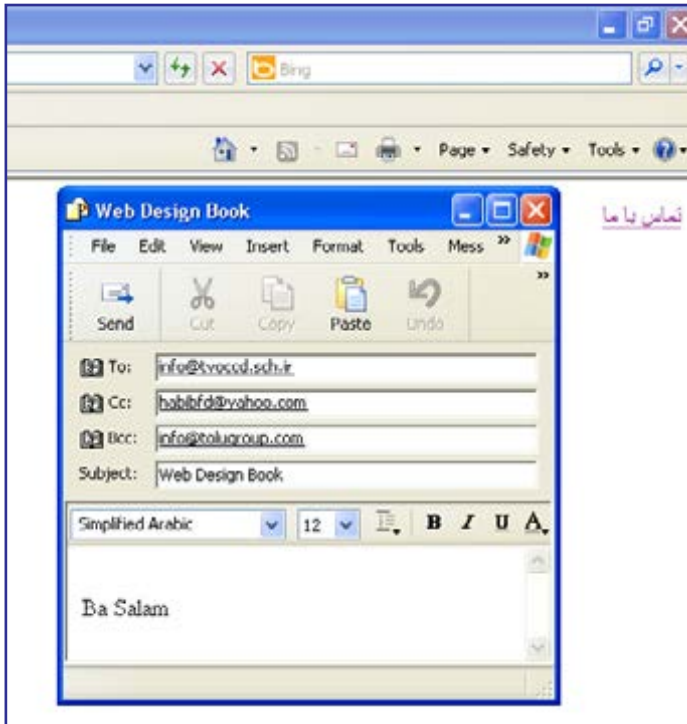 Bing
Page Safety Tools
تماس با ما
Web Design Book
File Edit View Insert Format Tools Mess »
»
Send Cut Copy Paste Undo
To: info@tvoccd.sch.ir
Cc: habibfd@yahoo.com
Bcc: info@tolugroup.com
Subject: Web Design Book
Simplified Arabic 12 B I U A
Ba Salam